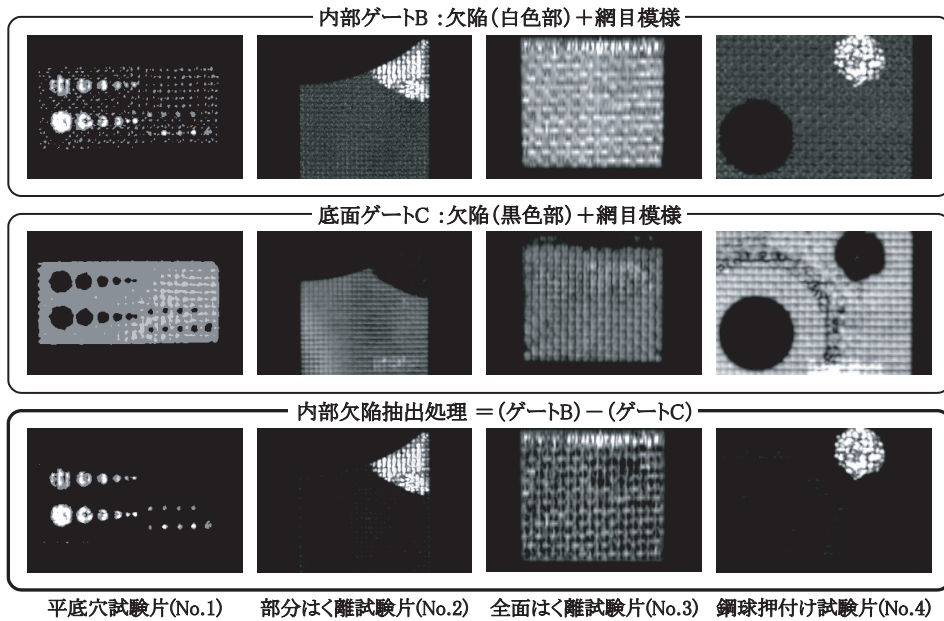 内部ゲートB：欠陥（白色部）＋網目模様
底面ゲートC：欠陥（黒色部）＋網目模様
内部欠陥抽出処理 ＝（ゲートB）－（ゲートC）
平底穴試験片(No.1)
部分はく離試験片(No.2)
全面はく離試験片(No.3)
鋼球押付け試験片(No.4)